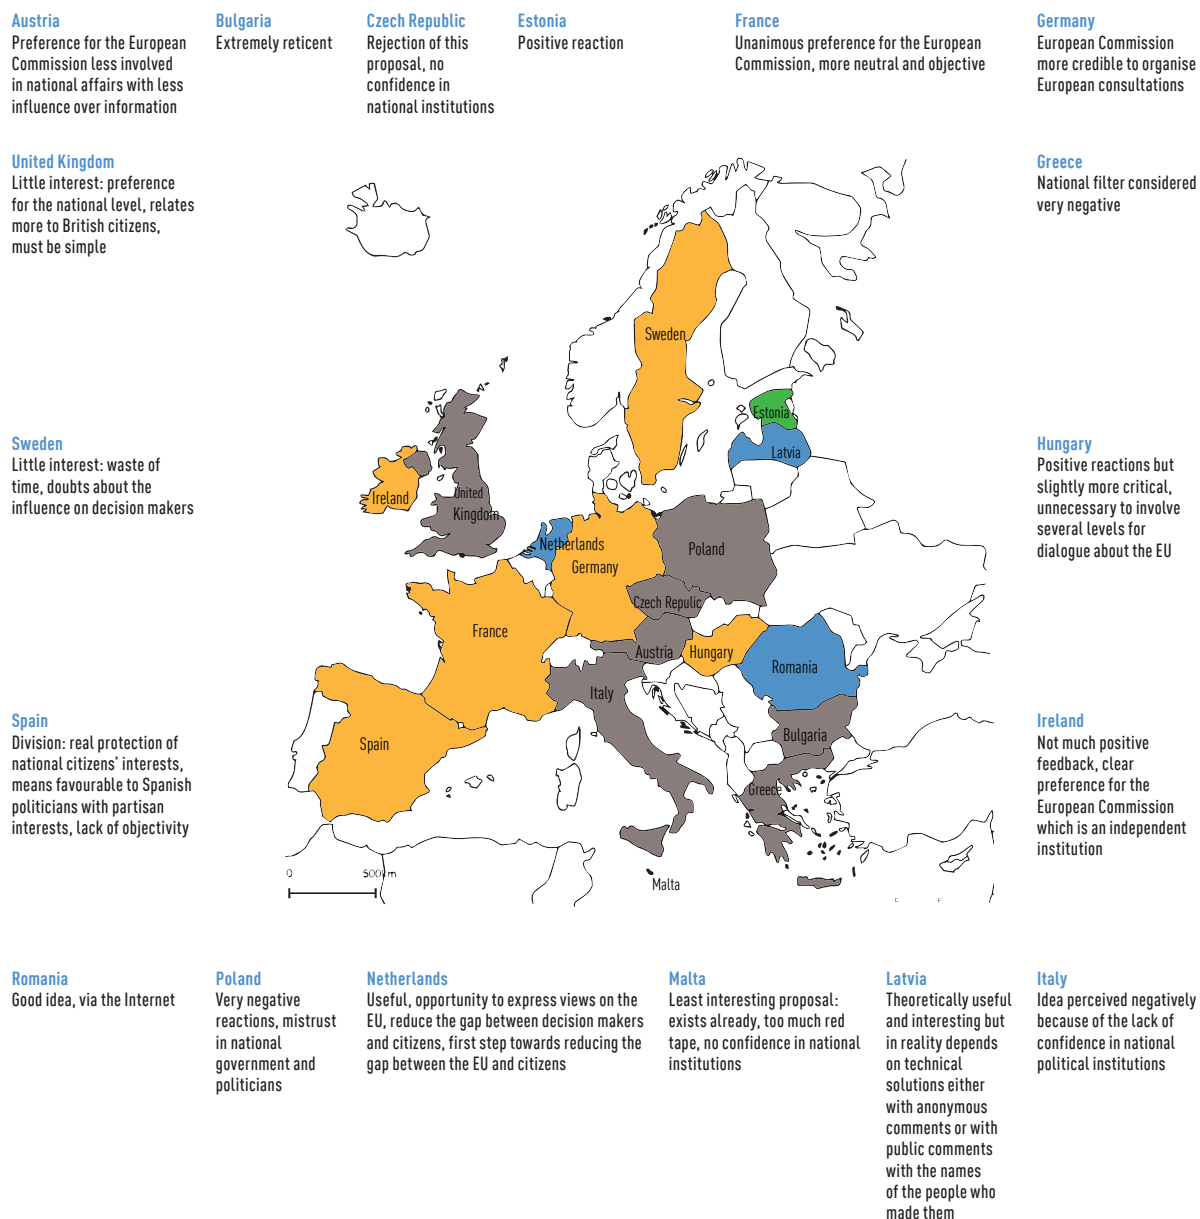 Austria
Preference for the European
Commission less involved
in national affairs with less
influence over information
Bulgaria
Extremely reticent
Czech Republic
Rejection of this
proposal, no
confidence in
national institutions
Estonia
Positive reaction
France
Unanimous preference for the European
Commission, more neutral and objective
Germany
European Commission
more credible to organise
European consultations
United Kingdom
Little interest: preference
for the national level, relates
more to British citizens,
must be simple
Greece
National filter considered
very negative
Sweden
Little interest: waste of
time, doubts about the
influence on decision makers
Hungary
Positive reactions but
slightly more critical,
unnecessary to involve
several levels for
dialogue about the EU
Spain
Division: real protection of
national citizens’ interests,
means favourable to Spanish
politicians with partisan
interests, lack of objectivity
Ireland
Not much positive
feedback, clear
preference for the
European Commission
which is an independent
institution
Sweden
Estonia
Latvia
Ireland
United
Kingdom
Netherlands
Germany
Poland
Czech Repulic
France
Austria
Hungary
Romania
Italy
Spain
Bulgaria
Greece
Malta
0 500km
Romania
Good idea, via the Internet
Poland
Very negative
reactions, mistrust
in national
government and
politicians
Netherlands
Useful, opportunity to express views on the
EU, reduce the gap between decision makers
and citizens, first step towards reducing the
gap between the EU and citizens
Malta
Least interesting proposal:
exists already, too much red
tape, no confidence in national
institutions
Latvia
Theoretically useful
and interesting but
in reality depends
on technical
solutions either
with anonymous
comments or with
public comments
with the names
of the people who
made them
Italy
Idea perceived negatively
because of the lack of
confidence in national
political institutions